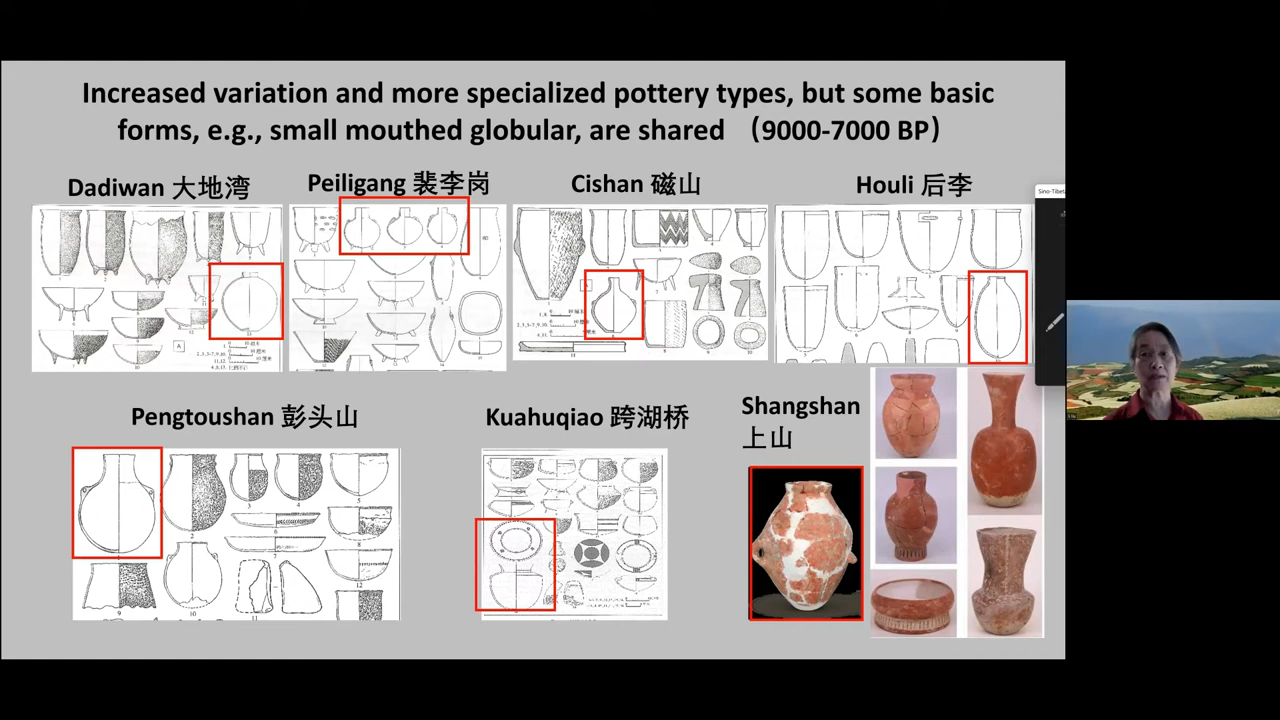 Increased variation and more specialized pottery types, but some basic
forms, e.g., small mouthed globular, are shared （9000-7000 BP）
Dadiwan 大地湾
Peiligang 裴李岗
Cishan 磁山
Houli 后李
Sino-Tibet
Pengtoushan 彭头山
Kuahuqiao 跨湖桥
Shangshan
上山